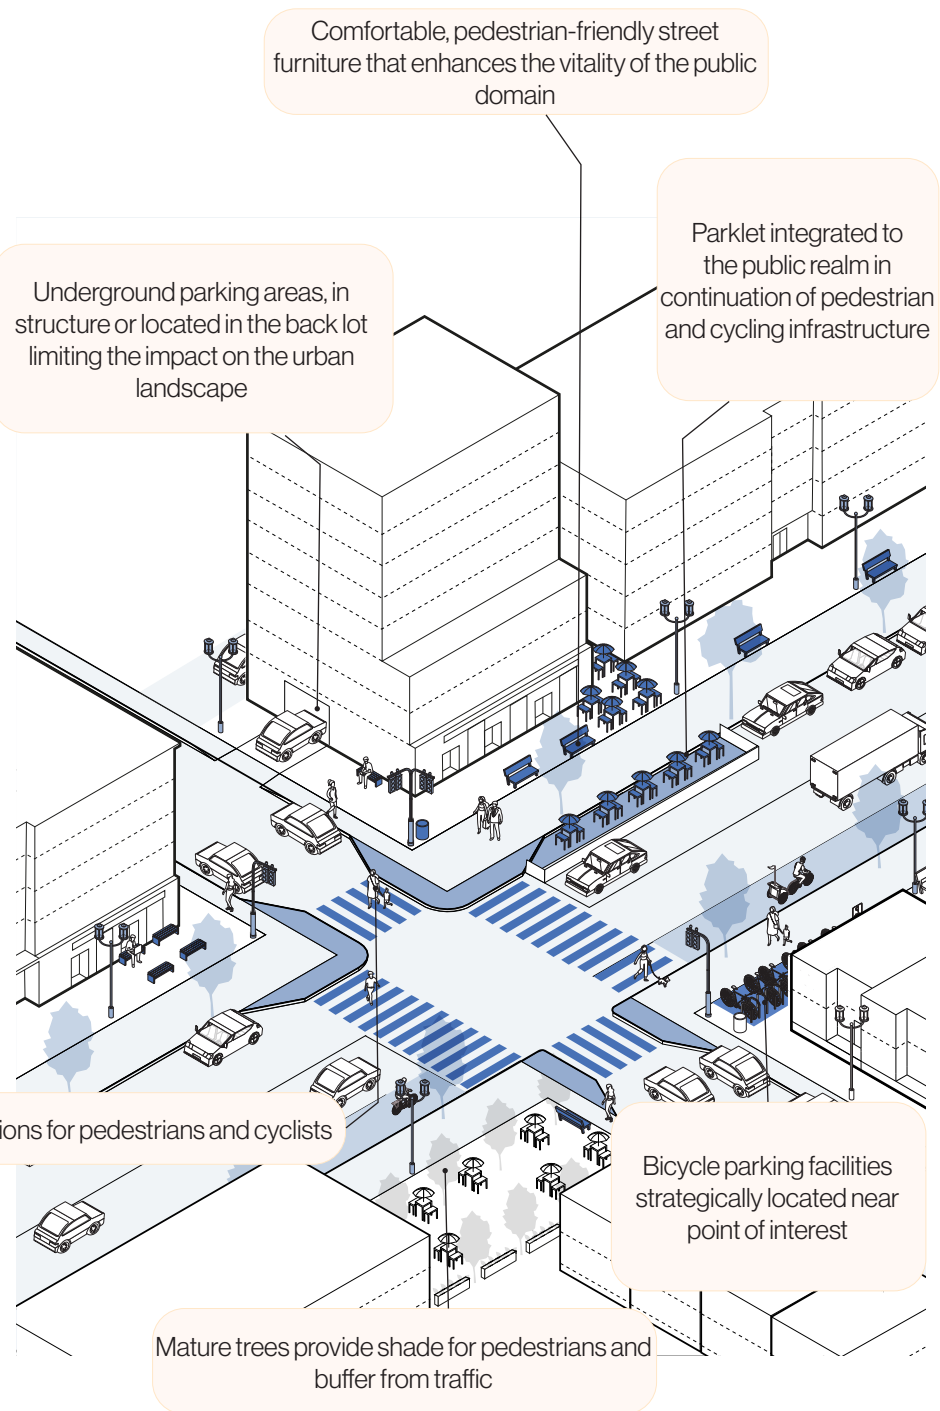 Comfortable, pedestrian-friendly street
furniture that enhances the vitality of the public
domain
Parklet integrated to
the public realm in
continuation of pedestrian
and cycling infrastructure
Underground parking areas, in
structure or located in the back lot
limiting the impact on the urban
landscape
ions for pedestrians and cyclists
Bicycle parking facilities
strategically located near
point of interest
Mature trees provide shade for pedestrians and
buffer from traffic